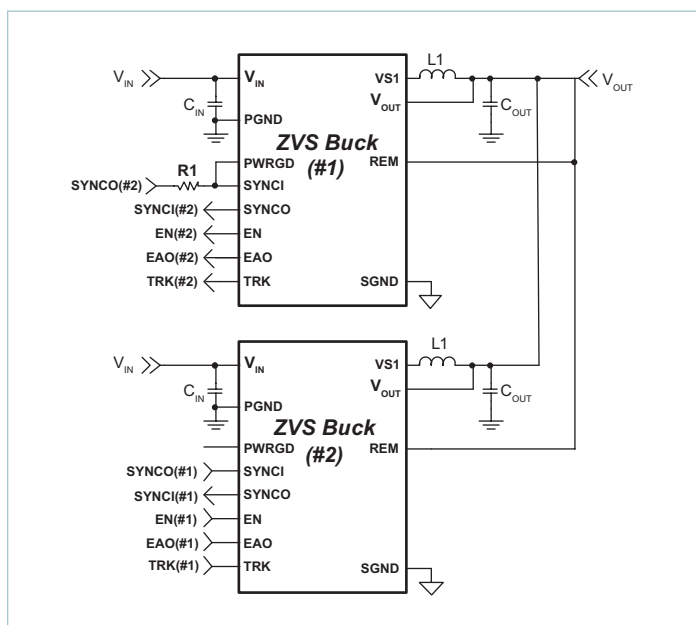 V_IN
V_IN
VS1
L1
V_OUT
C_IN
V_OUT
C_OUT
PGND
ZVS Buck
(#1)
R1
PWRGD
REM
SYNCO(#2)
SYNCI
SYNCI(#2)
SYNCO
EN(#2)
EN
EAO(#2)
EAO
TRK(#2)
TRK
SGND
V_IN
V_IN
VS1
L1
C_IN
V_OUT
C_OUT
PGND
ZVS Buck
(#2)
PWRGD
REM
SYNCO(#1)
SYNCI
SYNCI(#1)
SYNCO
EN(#1)
EN
EAO(#1)
EAO
TRK(#1)
TRK
SGND